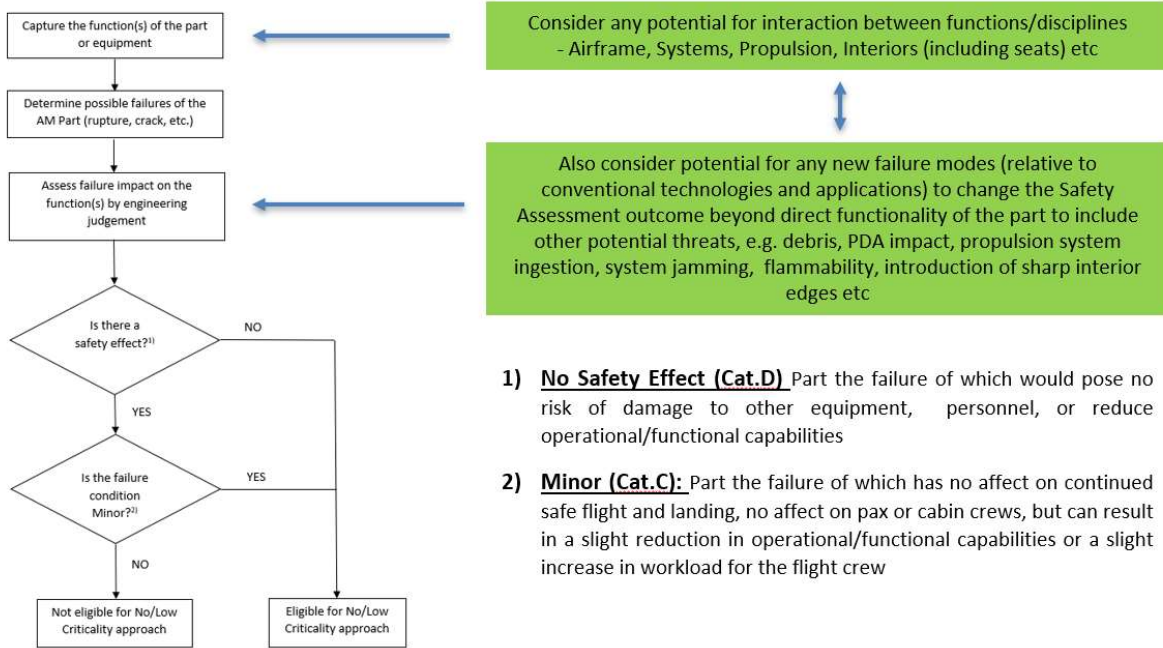 Capture the function(s) of the part
or equipment
Determine possible failures of the
AM Part (rupture, crack, etc.)
Assess failure impact on the
function(s) by engineering
judgement
Is there a
safety effect?1)
NO
YES
Is the failure
condition
Minor?2)
YES
NO
Not eligible for No/Low
Criticality approach
Eligible for No/Low
Criticality approach
Consider any potential for interaction between functions/disciplines
- Airframe, Systems, Propulsion, Interiors (including seats) etc
Also consider potential for any new failure modes (relative to
conventional technologies and applications) to change the Safety
Assessment outcome beyond direct functionality of the part to include
other potential threats, e.g. debris, PDA impact, propulsion system
ingestion, system jamming, flammability, introduction of sharp interior
edges etc
1) No Safety Effect (Cat.D) Part the failure of which would pose no
risk of damage to other equipment, personnel, or reduce
operational/functional capabilities
2) Minor (Cat.C): Part the failure of which has no affect on continued
safe flight and landing, no affect on pax or cabin crews, but can result
in a slight reduction in operational/functional capabilities or a slight
increase in workload for the flight crew